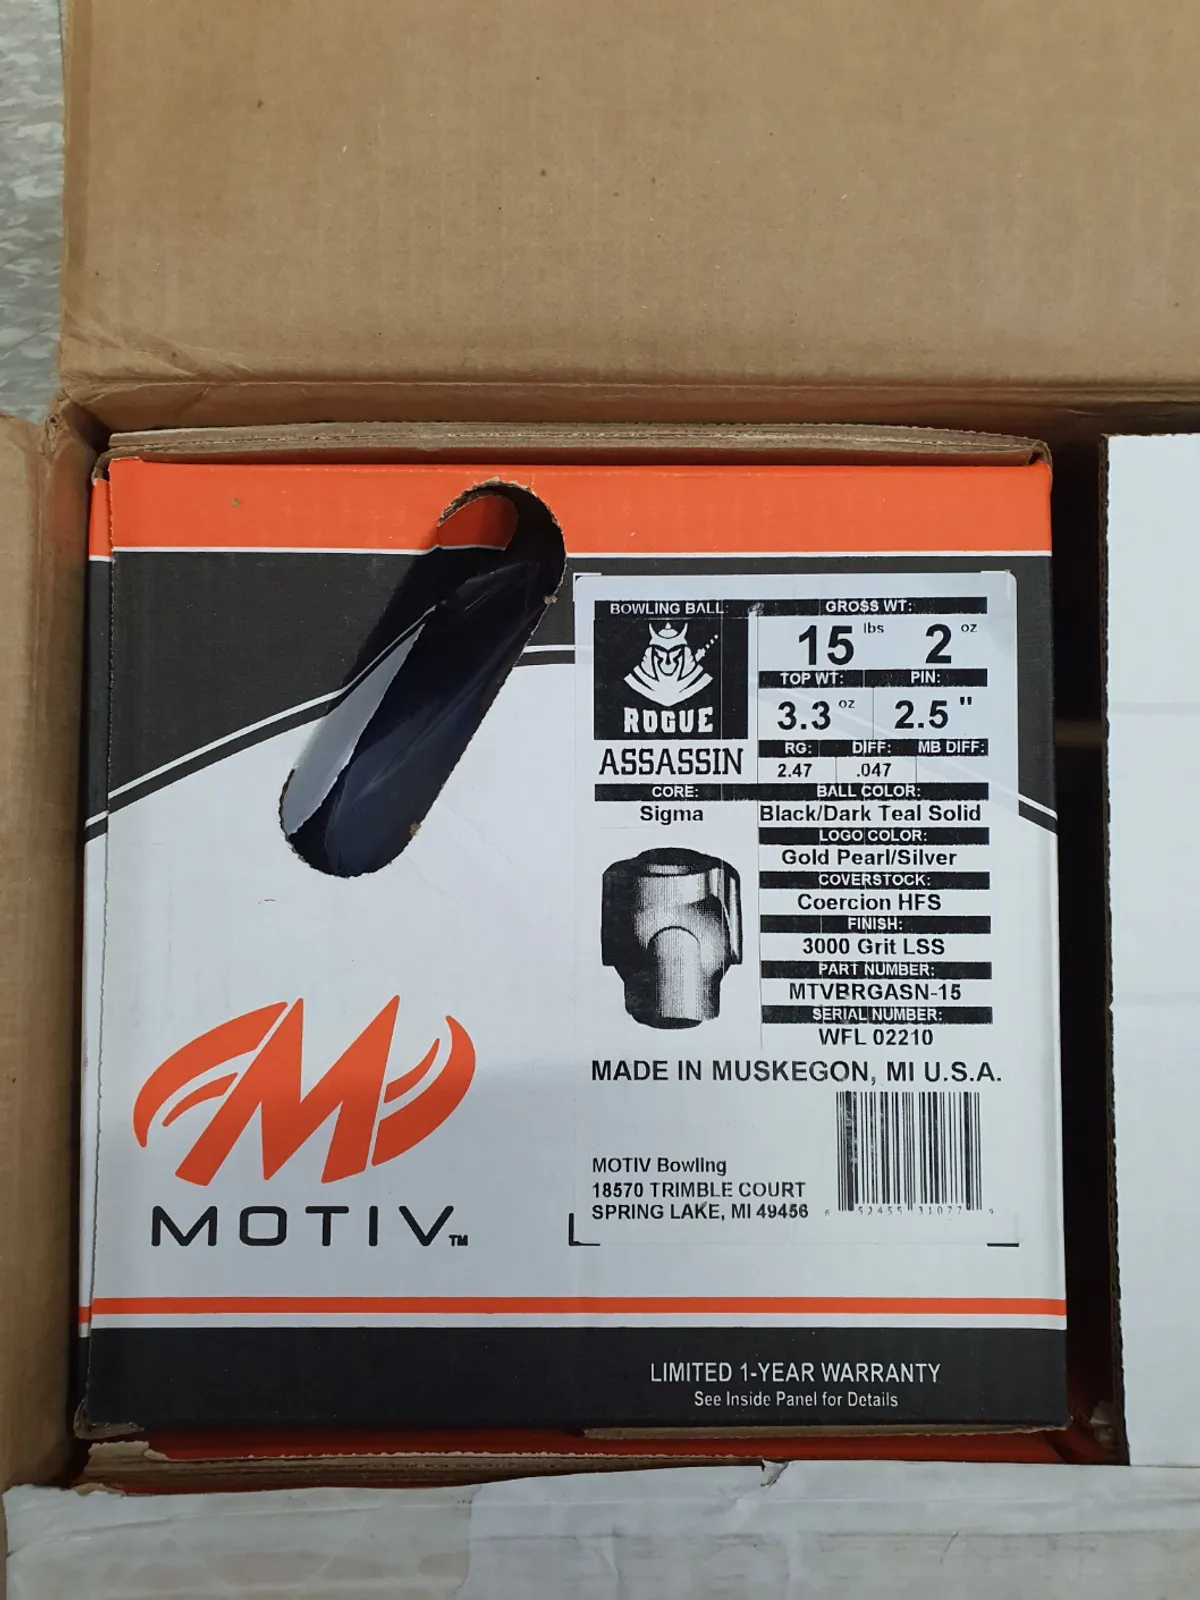 BOWLING BALL:
GROSS WT:
15 lbs 2 oz
ROGUE
ASSASSIN
TOP WT: PIN:
3.3 oz 2.5 "
RG: DIFF: MB DIFF:
2.47 .047
CORE:
Sigma
BALL COLOR:
Black/Dark Teal Solid
LOGO COLOR:
Gold Pearl/Silver
COVERSTOCK:
Coercion HFS
FINISH:
3000 Grit LSS
PART NUMBER:
MTVBRGASN-15
SERIAL NUMBER:
WFL 02210
MADE IN MUSKEGON, MI U.S.A.
MOTIV Bowling
18570 TRIMBLE COURT
SPRING LAKE, MI 49456
6 52455 31077 9
MOTIV™
LIMITED 1-YEAR WARRANTY
See Inside Panel for Details